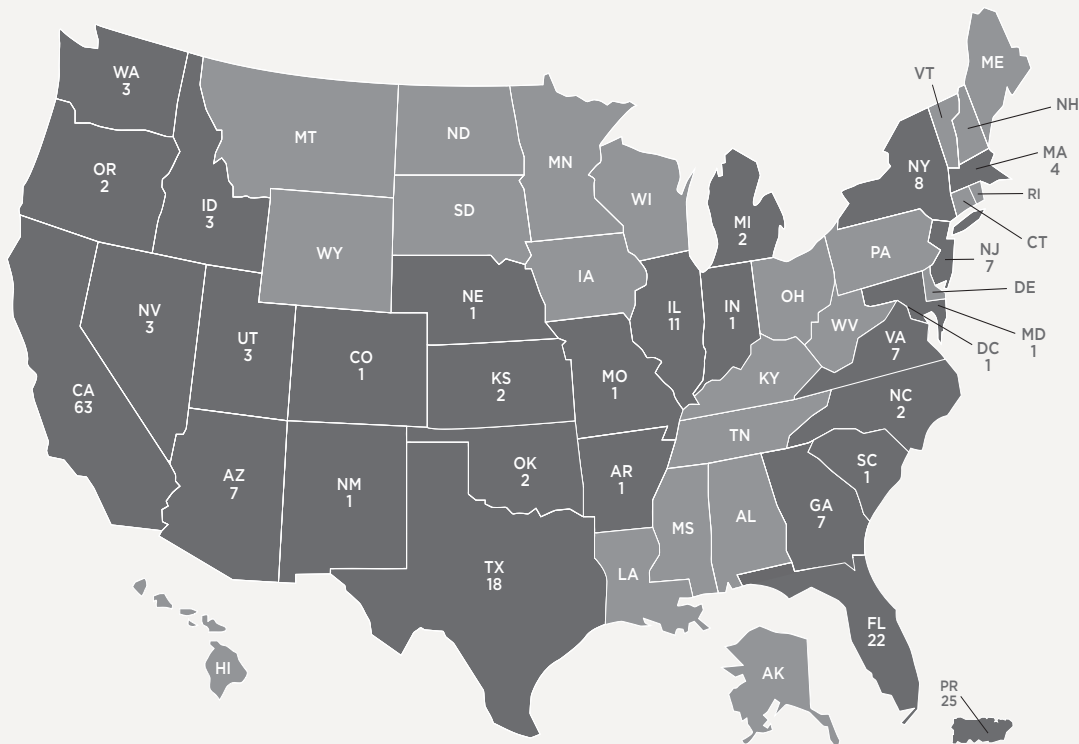 ME
VT
WA
3
NH
MT
ND
MN
MA
4
OR
2
NY
8
ID
3
SD
WI
RI
MI
2
CT
WY
PA
NJ
7
IA
DE
NE
1
OH
NV
3
IL
11
IN
1
WV
MD
1
UT
3
VA
7
DC
1
CO
1
KS
2
MO
1
KY
CA
63
NC
2
TN
AZ
7
NM
1
OK
2
AR
1
SC
1
GA
7
MS
AL
TX
18
LA
FL
22
HI
AK
PR
25